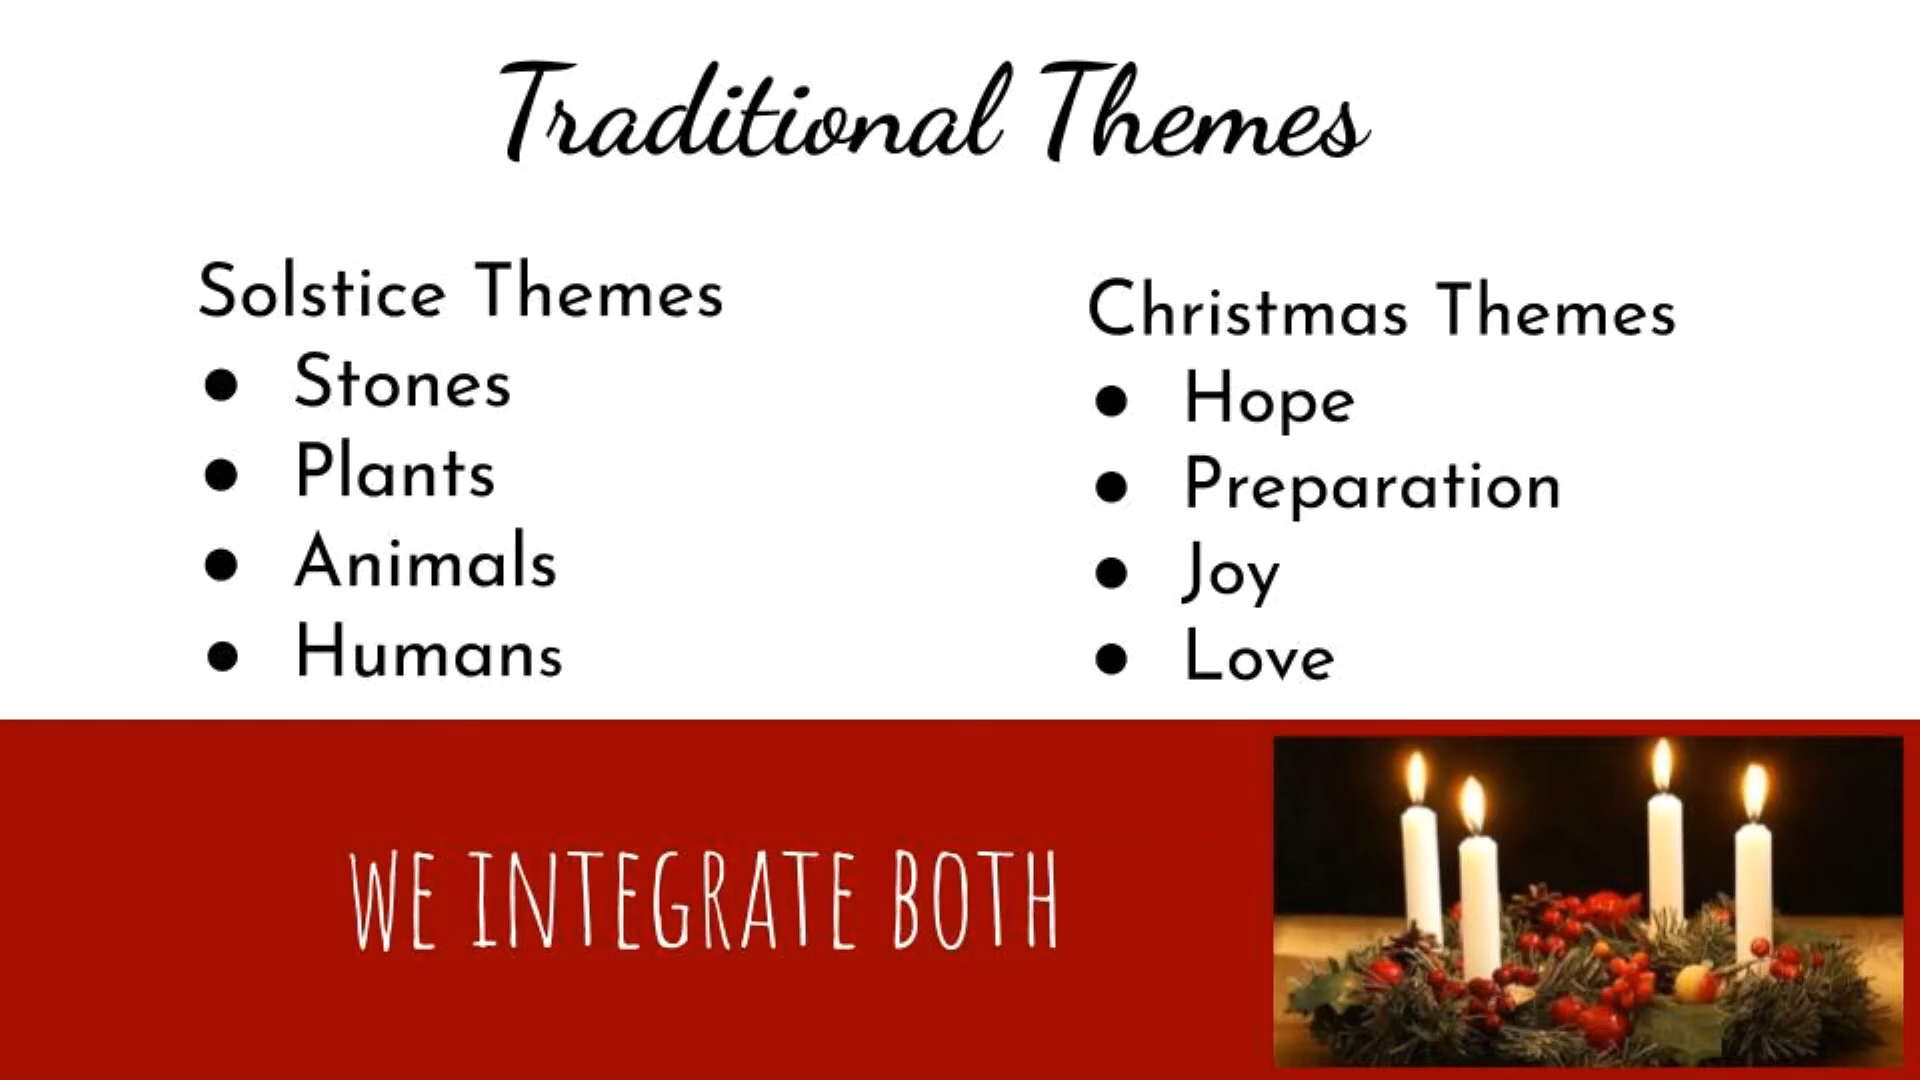 Traditional Themes
Solstice Themes
● Stones
● Plants
● Animals
● Humans
Christmas Themes
● Hope
● Preparation
● Joy
● Love
WE INTEGRATE BOTH